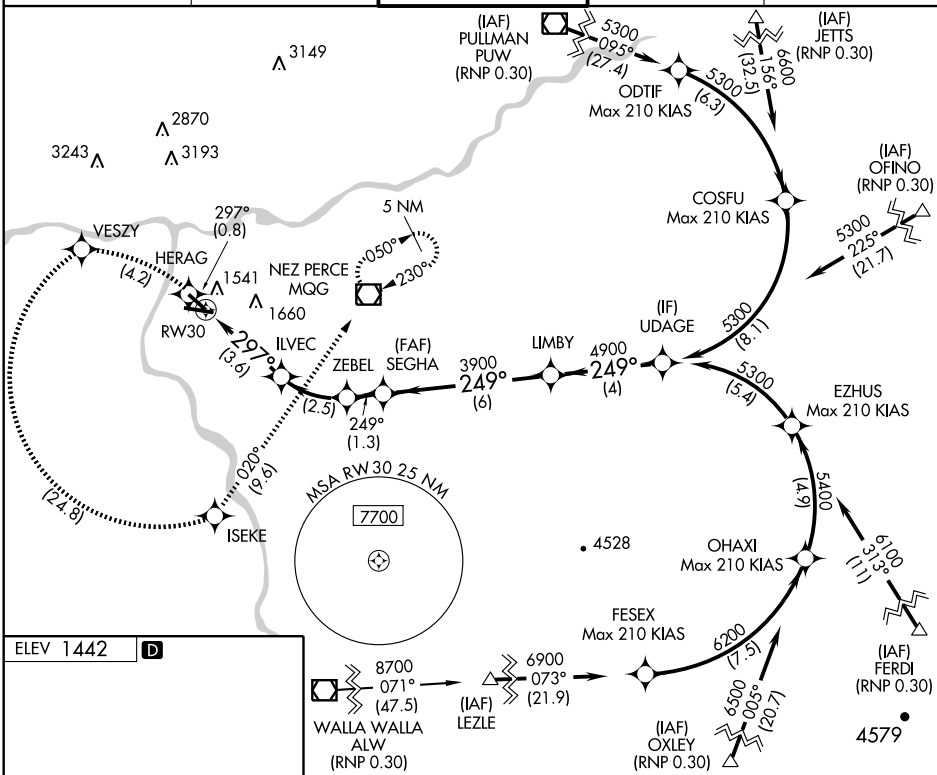 (IAF)
PULLMAN
PUW
(RNP 0.30)
5300
095°
(27.4)
(IAF)
JETTS
(RNP 0.30)
6600
156°
(32.5)
3149
ODTIF
Max 210 KIAS
5300
(6.3)
2870
3243
3193
(IAF)
OFINO
(RNP 0.30)
5300
225°
(21.7)
COSFU
Max 210 KIAS
297°
(0.8)
5 NM
050°
230°
VESZY
(4.2)
HERAG
1541
NEZ PERCE
MQG
1660
RW30
297°
(3.6)
ILVEC
ZEBEL
(FAF)
SEGHA
LIMBY
(IF)
UDAGE
5300
(8.1)
3900
249°
(6)
4900
249°
(4)
(2.5)
249°
(1.3)
5300
(5.4)
EZHUS
Max 210 KIAS
020°
(9.6)
(24.8)
ISEKE
MSA RW30 25 NM
7700
5400
(4.9)
4528
OHAXI
Max 210 KIAS
6100
313°
(11)
FESEX
Max 210 KIAS
6200
(7.5)
(IAF)
FERDI
(RNP 0.30)
4579
ELEV 1442 D
8700
071°
(47.5)
WALLA WALLA
ALW
(RNP 0.30)
(IAF)
LEZLE
6900
073°
(21.9)
6500
005°
(20.7)
(IAF)
OXLEY
(RNP 0.30)